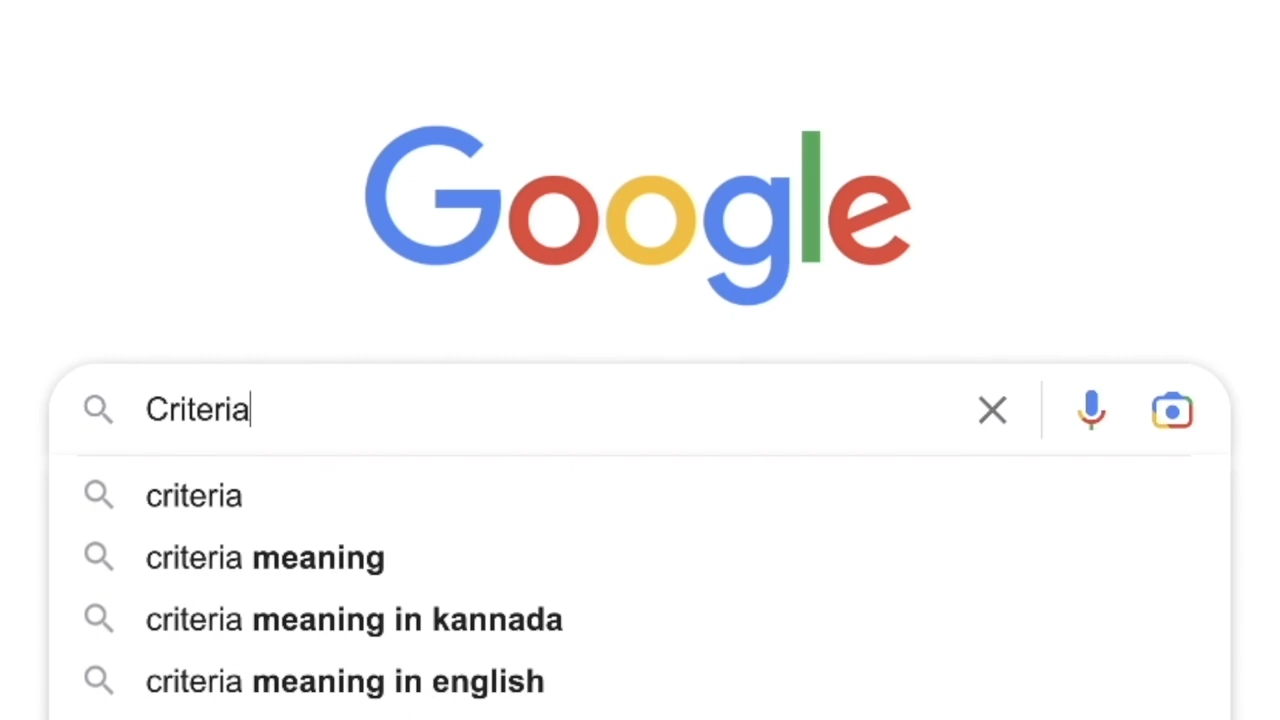 Google
Criteria
criteria
criteria meaning
criteria meaning in kannada
criteria meaning in english